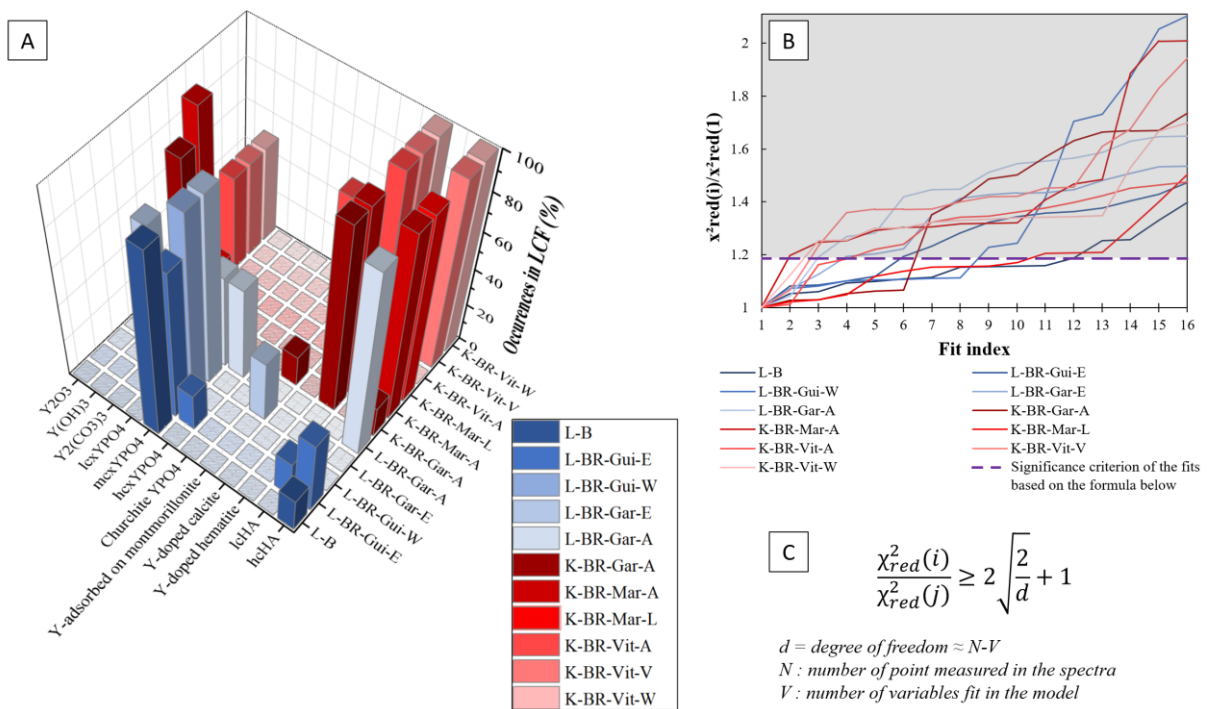 A
100
80
60
40
20
0
Occurences in LCF (%)
Y2O3
Y(OH)3
Y2(CO3)3
lcxYPO4
mcxYPO4
hcxYPO4
Churchite YPO4
Y-adsorbed on montmorillonite
Y-doped calcite
Y-doped hematite
lcHA
hcHA
K-BR-Vit-W
K-BR-Vit-V
K-BR-Vit-A
K-BR-Mar-L
K-BR-Mar-A
K-BR-Gar-A
L-BR-Gar-A
L-BR-Gar-E
L-BR-Gui-W
L-BR-Gui-E
L-B
L-B
L-BR-Gui-E
L-BR-Gui-W
L-BR-Gar-E
L-BR-Gar-A
K-BR-Gar-A
K-BR-Mar-A
K-BR-Mar-L
K-BR-Vit-A
K-BR-Vit-V
K-BR-Vit-W
B
x²red(i)/x²red(1)
2
1.8
1.6
1.4
1.2
1
1 2 3 4 5 6 7 8 9 10 11 12 13 14 15 16
Fit index
L-B L-BR-Gui-E
L-BR-Gui-W L-BR-Gar-E
L-BR-Gar-A K-BR-Gar-A
K-BR-Mar-A K-BR-Mar-L
K-BR-Vit-A K-BR-Vit-V
K-BR-Vit-W Significance criterion of the fits
based on the formula below
C
χ²red(i)/χ²red(j) ≥ 2√(2/d) + 1
d = degree of freedom ≈ N-V
N : number of point measured in the spectra
V : number of variables fit in the model